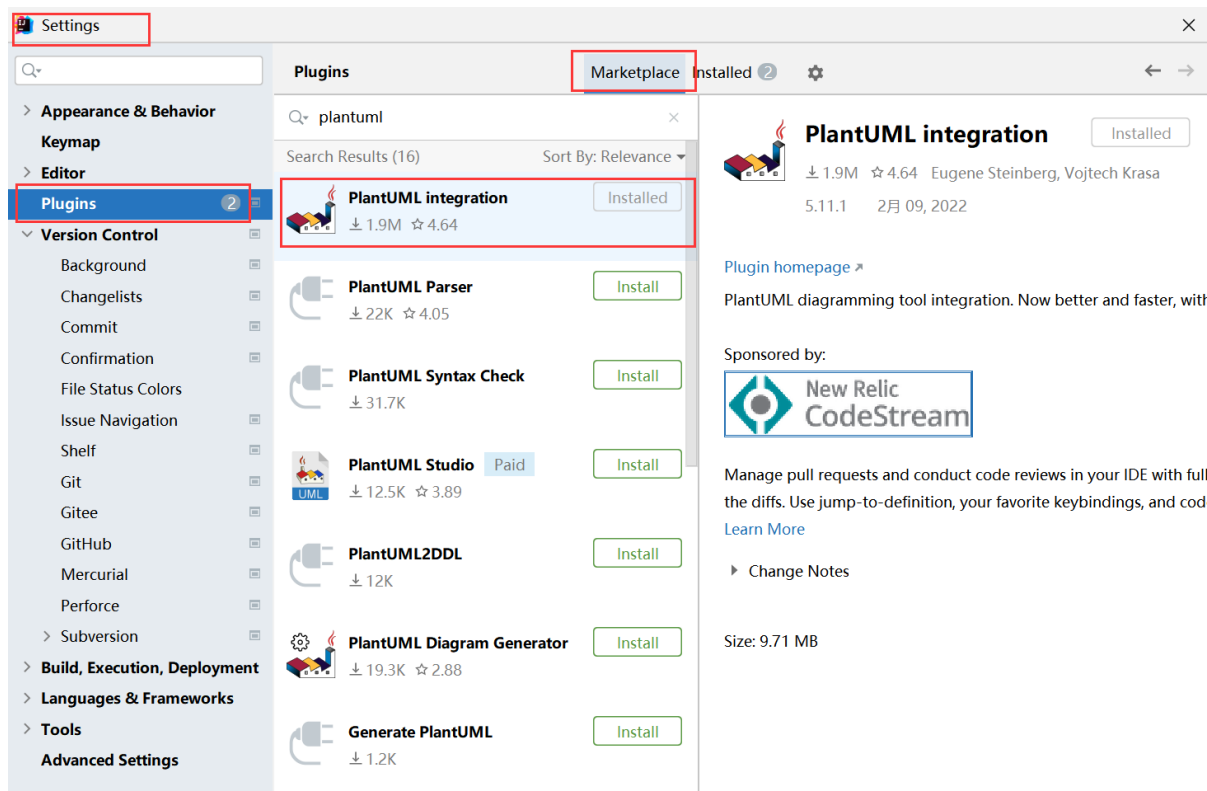 Settings
Plugins
Marketplace
Installed 2
Appearance & Behavior
Keymap
Editor
Plugins 2
Version Control
Background
Changelists
Commit
Confirmation
File Status Colors
Issue Navigation
Shelf
Git
Gitee
GitHub
Mercurial
Perforce
Subversion
Build, Execution, Deployment
Languages & Frameworks
Tools
Advanced Settings
plantuml
Search Results (16)
Sort By: Relevance
PlantUML integration
Installed
1.9M 4.64
PlantUML Parser
Install
22K 4.05
PlantUML Syntax Check
Install
31.7K
UML
PlantUML Studio Paid
Install
12.5K 3.89
PlantUML2DDL
Install
12K
PlantUML Diagram Generator
Install
19.3K 2.88
Generate PlantUML
Install
1.2K
PlantUML integration
Installed
1.9M 4.64 Eugene Steinberg, Vojtech Krasa
5.11.1 2月 09, 2022
Plugin homepage
PlantUML diagramming tool integration. Now better and faster, with
Sponsored by:
New Relic
CodeStream
Manage pull requests and conduct code reviews in your IDE with full
the diffs. Use jump-to-definition, your favorite keybindings, and cod
Learn More
Change Notes
Size: 9.71 MB